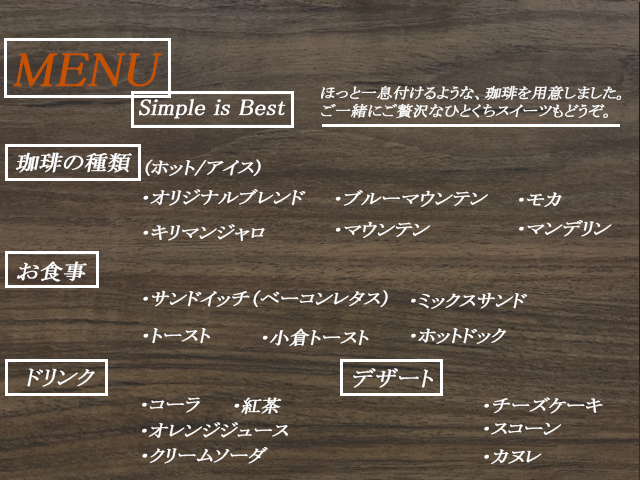 MENU
Simple is Best
ほっと一息付けるような、珈琲を用意しました。
ご一緒にご贅沢なひとくちスイーツもどうぞ。
珈琲の種類 (ホット/アイス)
・オリジナルブレンド ・ブルーマウンテン ・モカ
・キリマンジャロ ・マウンテン ・マンデリン
お食事
・サンドイッチ(ベーコンレタス) ・ミックスサンド
・トースト ・小倉トースト ・ホットドック
ドリンク
・コーラ ・紅茶
・オレンジジュース
・クリームソーダ
デザート
・チーズケーキ
・スコーン
・カヌレ